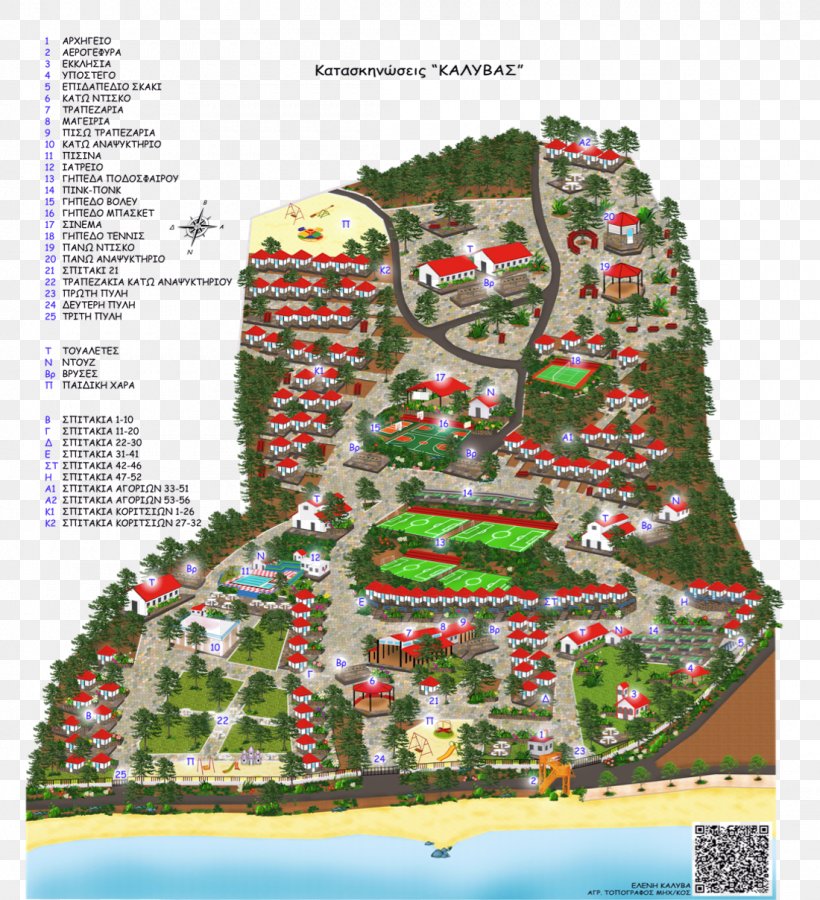 Κατασκηνώσεις "ΚΑΛΥΒΑΣ"
1 ΑΡΧΗΓΕΙΟ
2 ΑΕΡΟΓΕΦΥΡΑ
3 ΕΚΚΛΗΣΙΑ
4 ΥΠΟΣΤΕΓΟ
5 ΕΠΙΔΑΠΕΔΙΟ ΣΚΑΚΙ
6 ΚΑΤΩ ΝΤΙΣΚΟ
7 ΤΡΑΠΕΖΑΡΙΑ
8 ΜΑΓΕΙΡΙΑ
9 ΠΙΣΩ ΤΡΑΠΕΖΑΡΙΑ
10 ΚΑΤΩ ΑΝΑΨΥΚΤΗΡΙΟ
11 ΠΙΣΙΝΑ
12 ΙΑΤΡΕΙΟ
13 ΓΗΠΕΔΑ ΠΟΔΟΣΦΑΙΡΟΥ
14 ΠΙΝΚ-ΠΟΝΚ
15 ΓΗΠΕΔΟ ΒΟΛΕΥ
16 ΓΗΠΕΔΟ ΜΠΑΣΚΕΤ
17 ΣΙΝΕΜΑ
18 ΓΗΠΕΔΟ ΤΕΝΝΙΣ
19 ΠΑΝΩ ΝΤΙΣΚΟ
20 ΠΑΝΩ ΑΝΑΨΥΚΤΗΡΙΟ
21 ΣΠΙΤΑΚΙ 21
22 ΤΡΑΠΕΖΑΚΙΑ ΚΑΤΩ ΑΝΑΨΥΚΤΗΡΙΟΥ
23 ΠΡΩΤΗ ΠΥΛΗ
24 ΔΕΥΤΕΡΗ ΠΥΛΗ
25 ΤΡΙΤΗ ΠΥΛΗ
Τ ΤΟΥΑΛΕΤΕΣ
Ν ΝΤΟΥΖ
Βρ ΒΡΥΣΕΣ
Π ΠΑΙΔΙΚΗ ΧΑΡΑ
Β ΣΠΙΤΑΚΙΑ 1-10
Γ ΣΠΙΤΑΚΙΑ 11-20
Δ ΣΠΙΤΑΚΙΑ 22-30
Ε ΣΠΙΤΑΚΙΑ 31-41
ΣΤ ΣΠΙΤΑΚΙΑ 42-46
Η ΣΠΙΤΑΚΙΑ 47-52
Α1 ΣΠΙΤΑΚΙΑ ΑΓΟΡΙΩΝ 33-51
Α2 ΣΠΙΤΑΚΙΑ ΑΓΟΡΙΩΝ 53-56
Κ1 ΣΠΙΤΑΚΙΑ ΚΟΡΙΤΣΙΩΝ 1-26
Κ2 ΣΠΙΤΑΚΙΑ ΚΟΡΙΤΣΙΩΝ 27-32
Β
Δ Α
Ν
Α2
Π
20
Τ
Κ2
19
Βρ
18
Κ1
17
Ν
15
16
Α1
Βρ
Βρ
14
Τ
Ν
Τ
Βρ
13
Ν
12
Βρ
11
Τ
Ε
ΣΤ
Η
9
8
7
Βρ
Τ
Ν
14
5
10
Βρ
4
Γ
6
21
Δ
3
Β
22
Π
1
23
Π
24
25
2
ΕΛΕΝΗ ΚΑΛΥΒΑ
ΑΓΡ. ΤΟΠΟΓΡΑΦΟΣ ΜΗΧ/ΚΟΣ